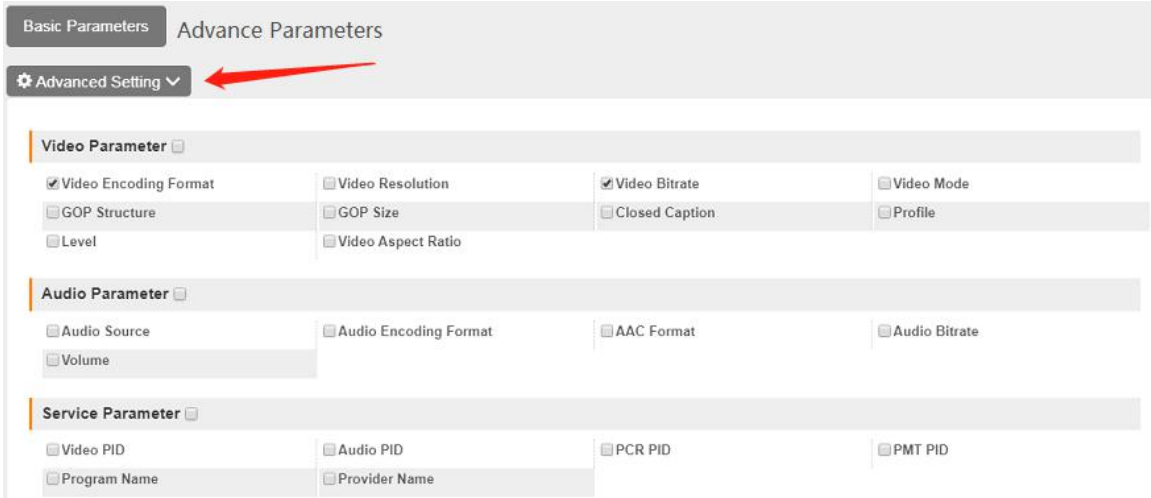 Basic Parameters Advance Parameters
Advanced Setting
Video Parameter
Video Encoding Format Video Resolution Video Bitrate Video Mode
GOP Structure GOP Size Closed Caption Profile
Level Video Aspect Ratio
Audio Parameter
Audio Source Audio Encoding Format AAC Format Audio Bitrate
Volume
Service Parameter
Video PID Audio PID PCR PID PMT PID
Program Name Provider Name